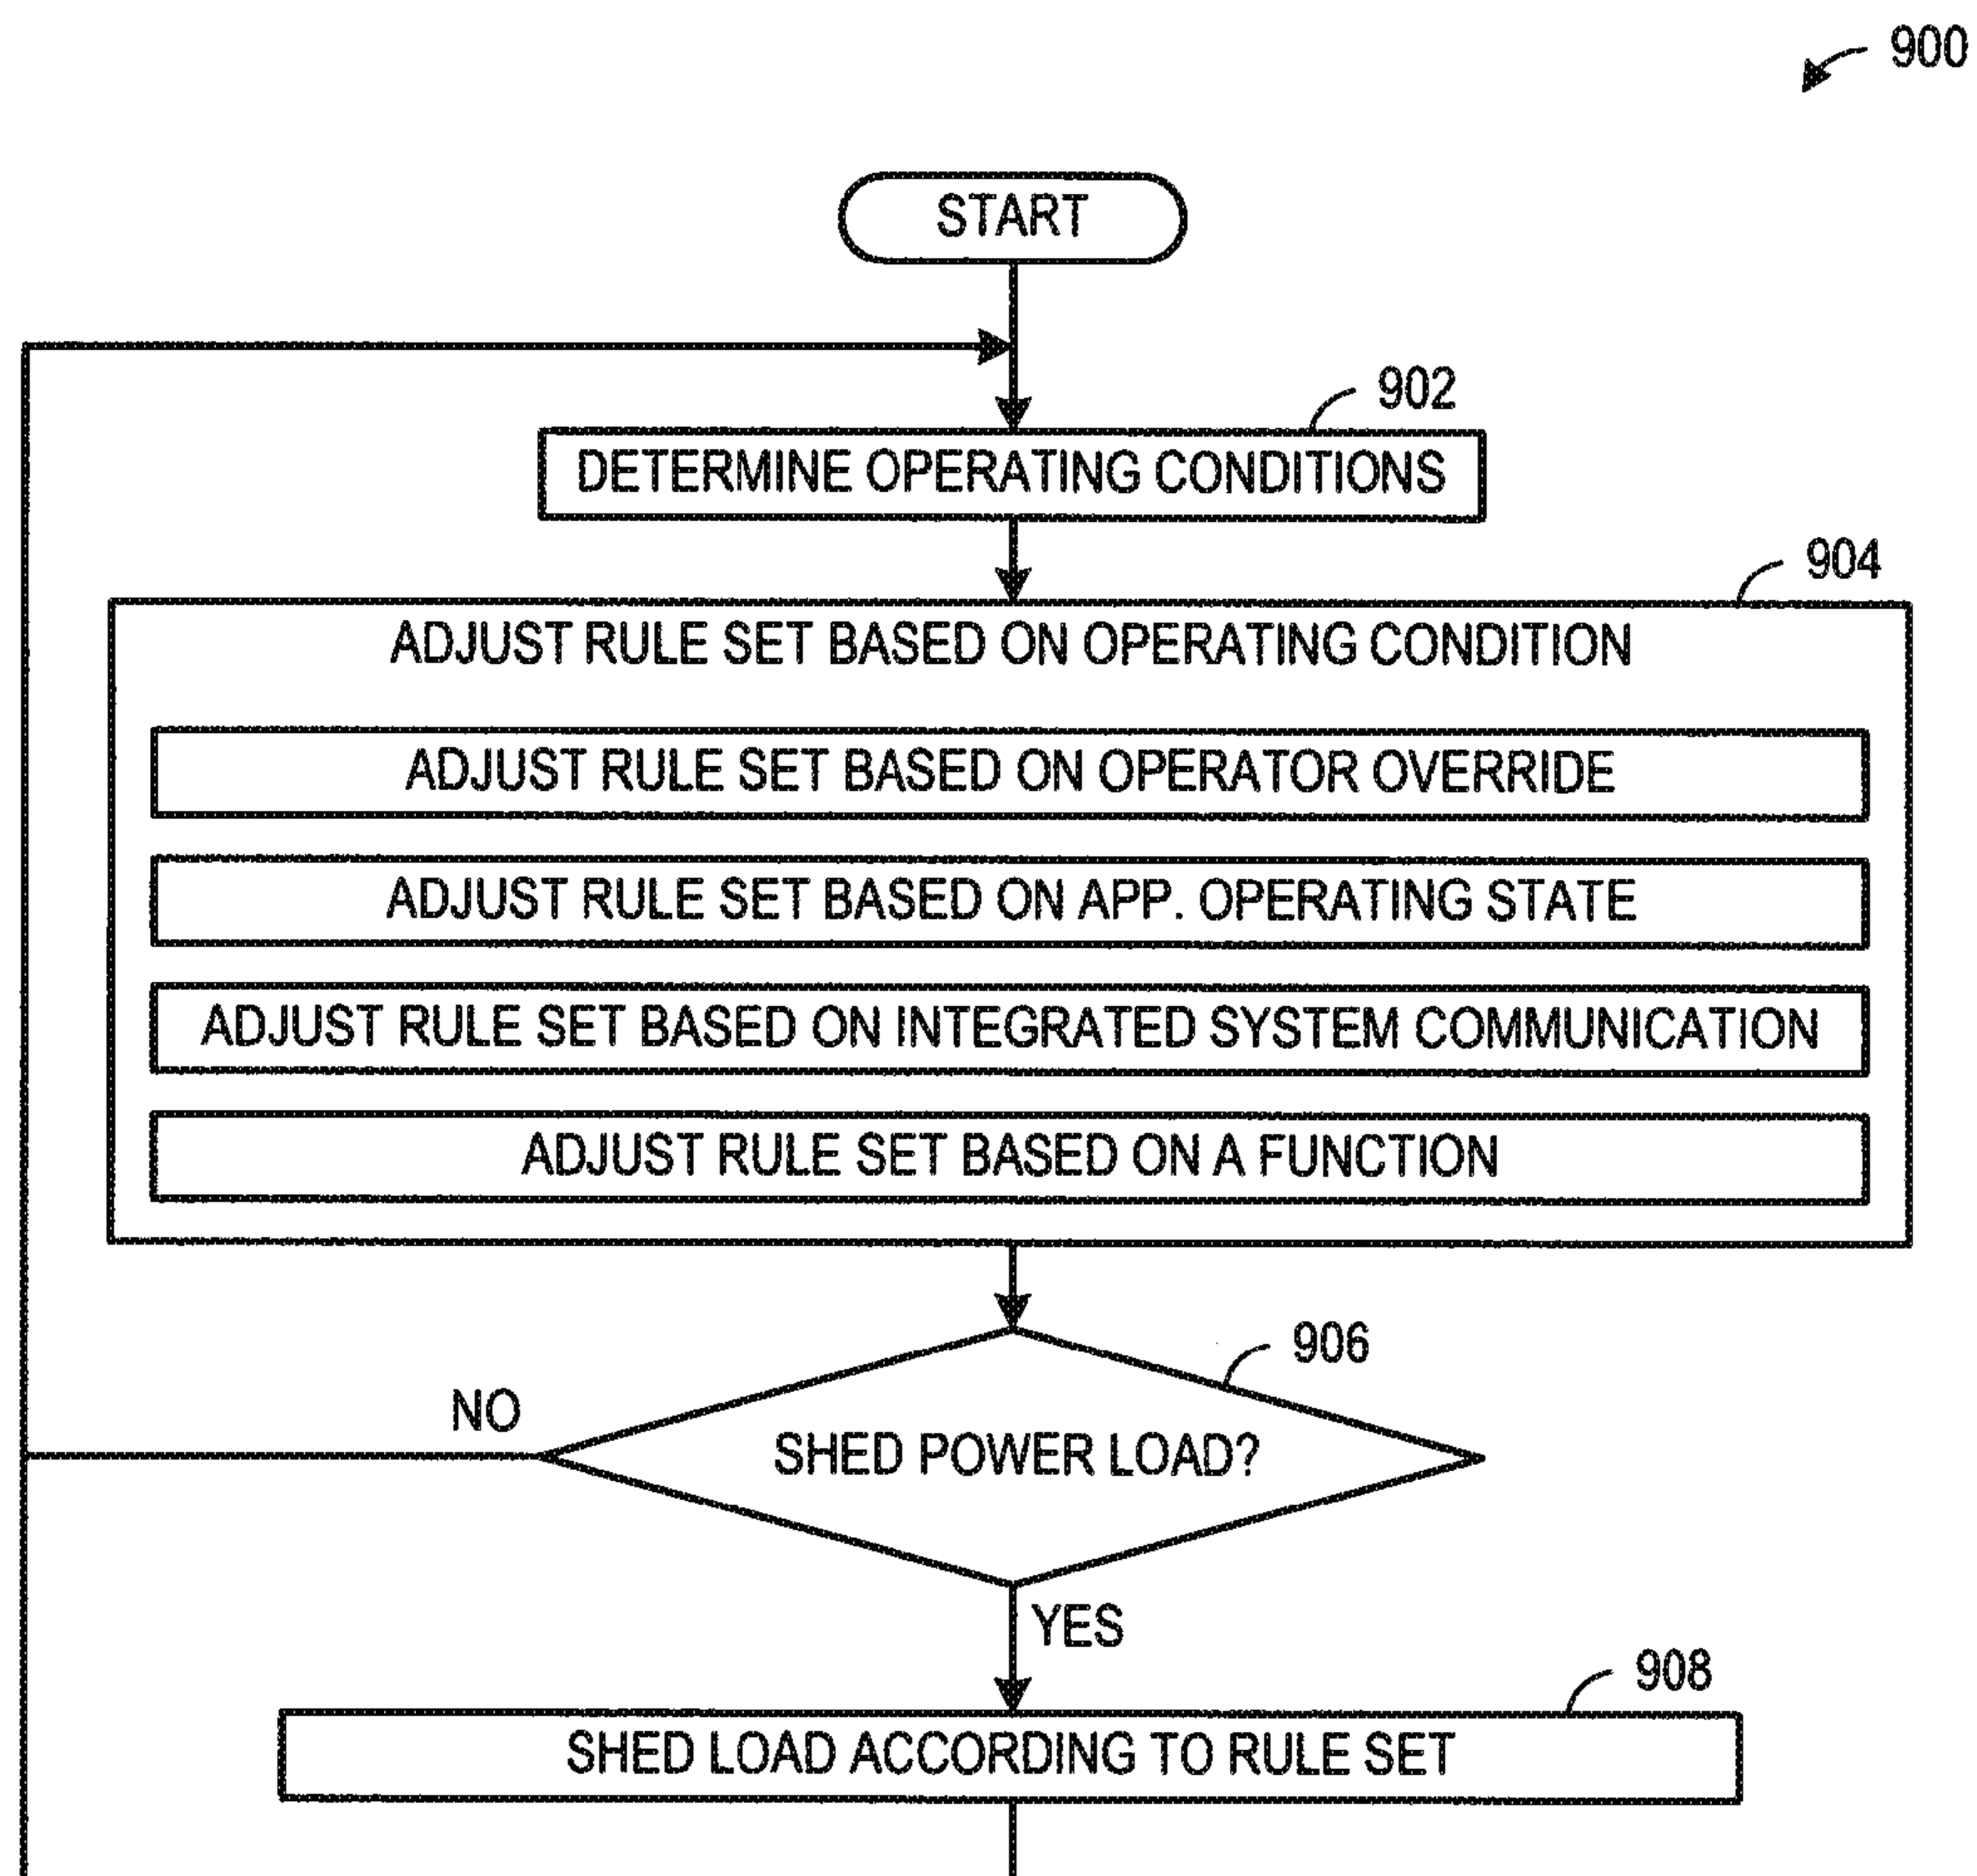 900
START
902
DETERMINE OPERATING CONDITIONS
904
ADJUST RULE SET BASED ON OPERATING CONDITION
ADJUST RULE SET BASED ON OPERATOR OVERRIDE
ADJUST RULE SET BASED ON APP. OPERATING STATE
ADJUST RULE SET BASED ON INTEGRATED SYSTEM COMMUNICATION
ADJUST RULE SET BASED ON A FUNCTION
906
NO
SHED POWER LOAD?
YES
908
SHED LOAD ACCORDING TO RULE SET